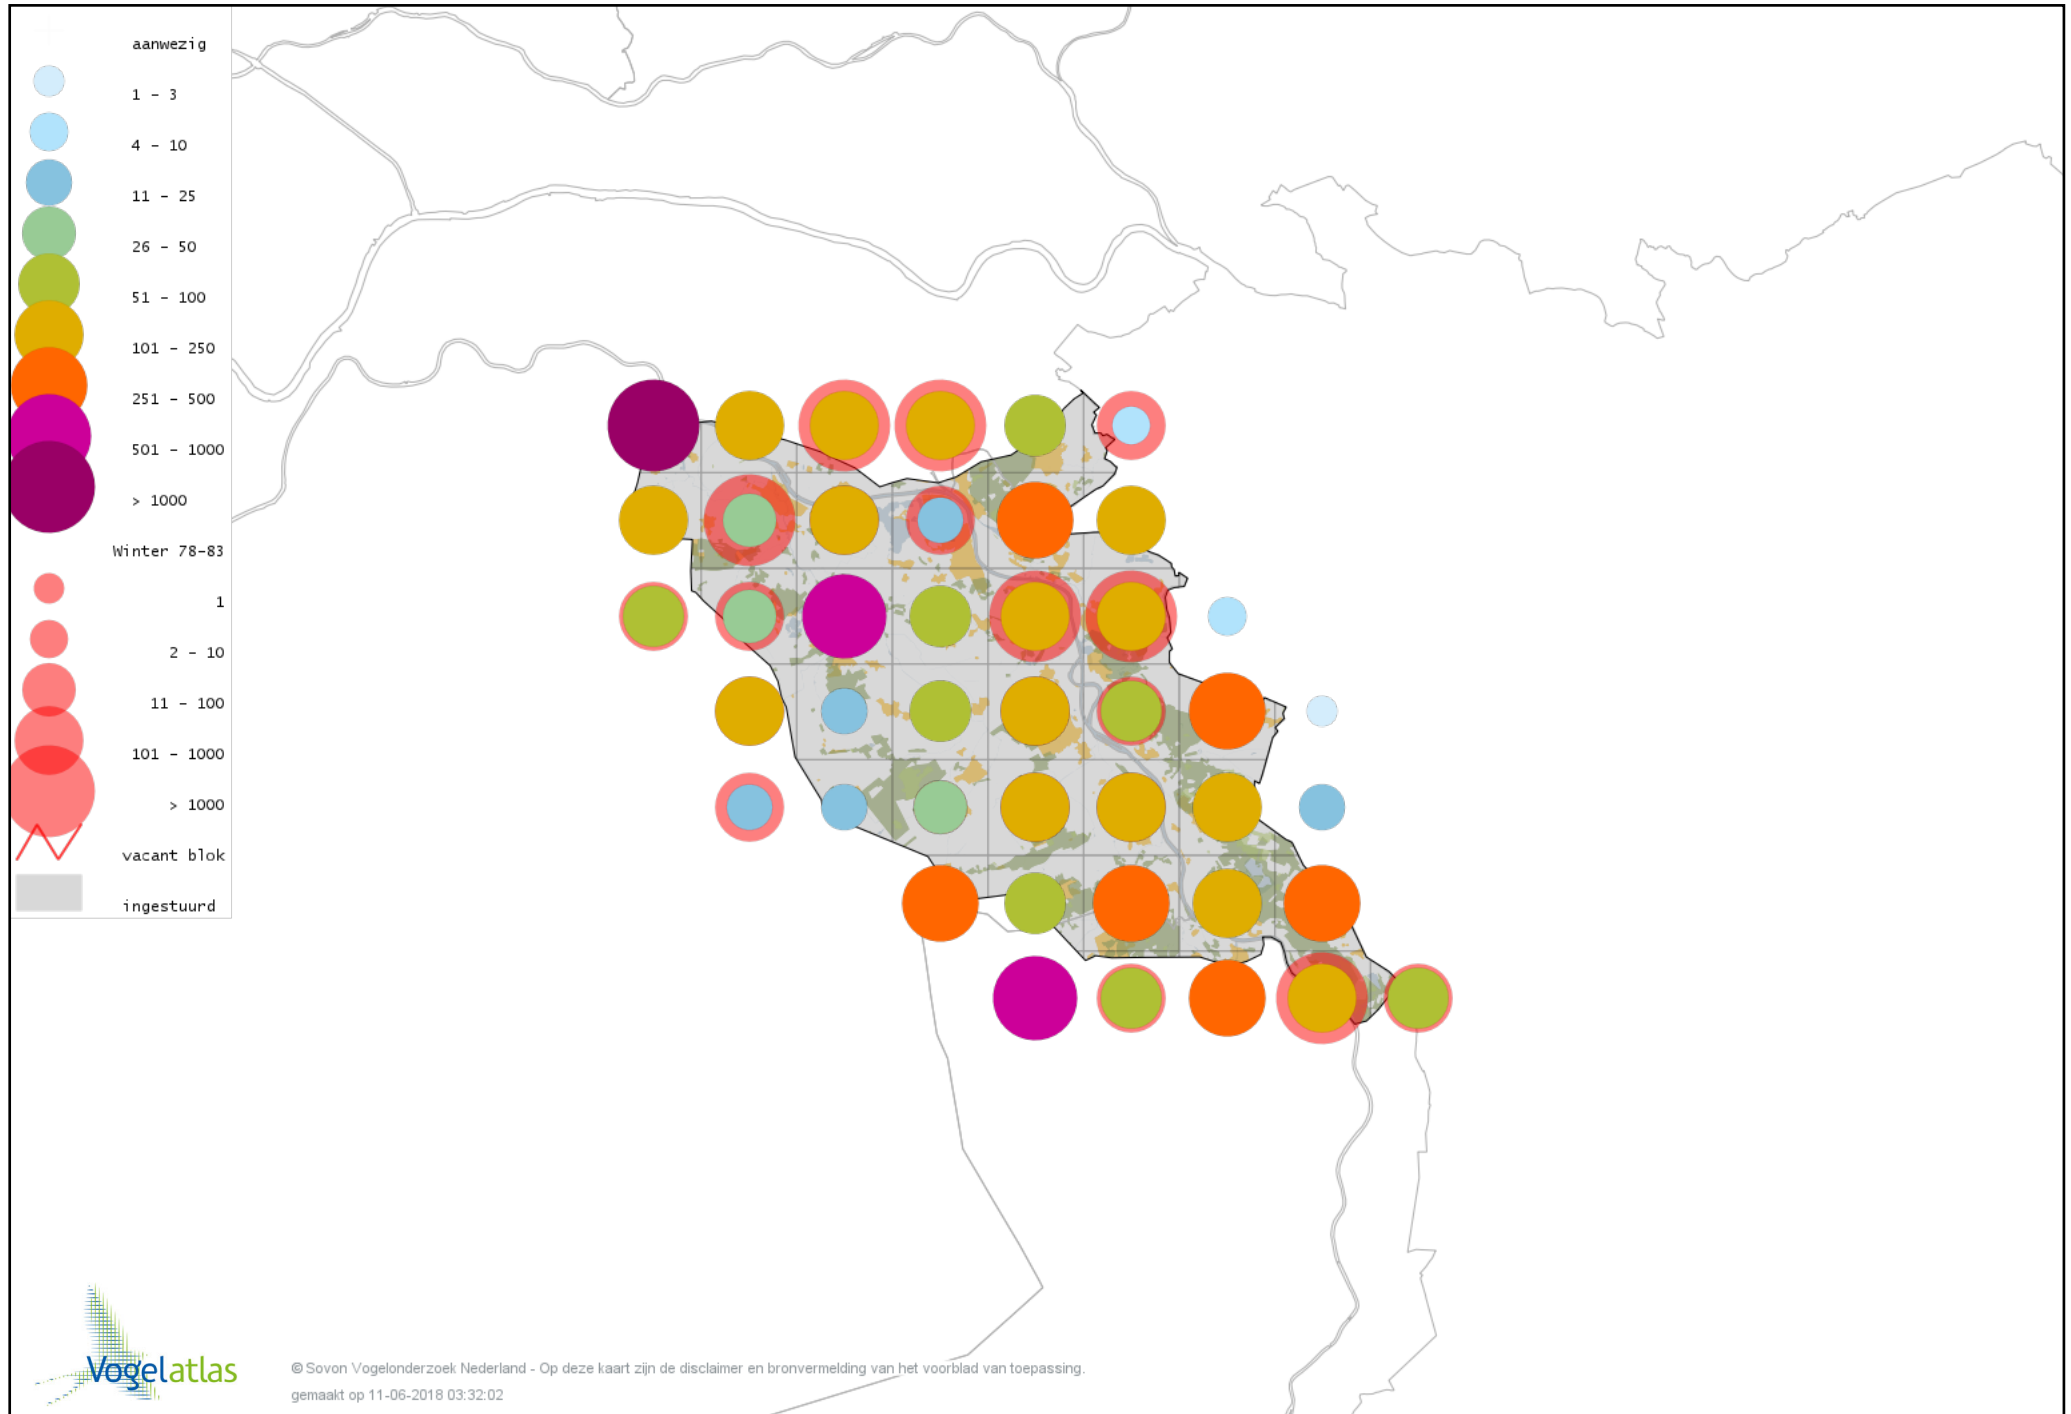 aanwezig
1 - 3
4 - 10
11 - 25
26 - 50
51 - 100
101 - 250
251 - 500
501 - 1000
> 1000
Winter 78-83
1
2 - 10
11 - 100
101 - 1000
> 1000
vacant blok
ingestuurd
Vogelatlas
© Sovon Vogelonderzoek Nederland - Op deze kaart zijn de disclaimer en bronvermelding van het voorblad van toepassing.
gemaakt op 11-06-2018 03:32:02